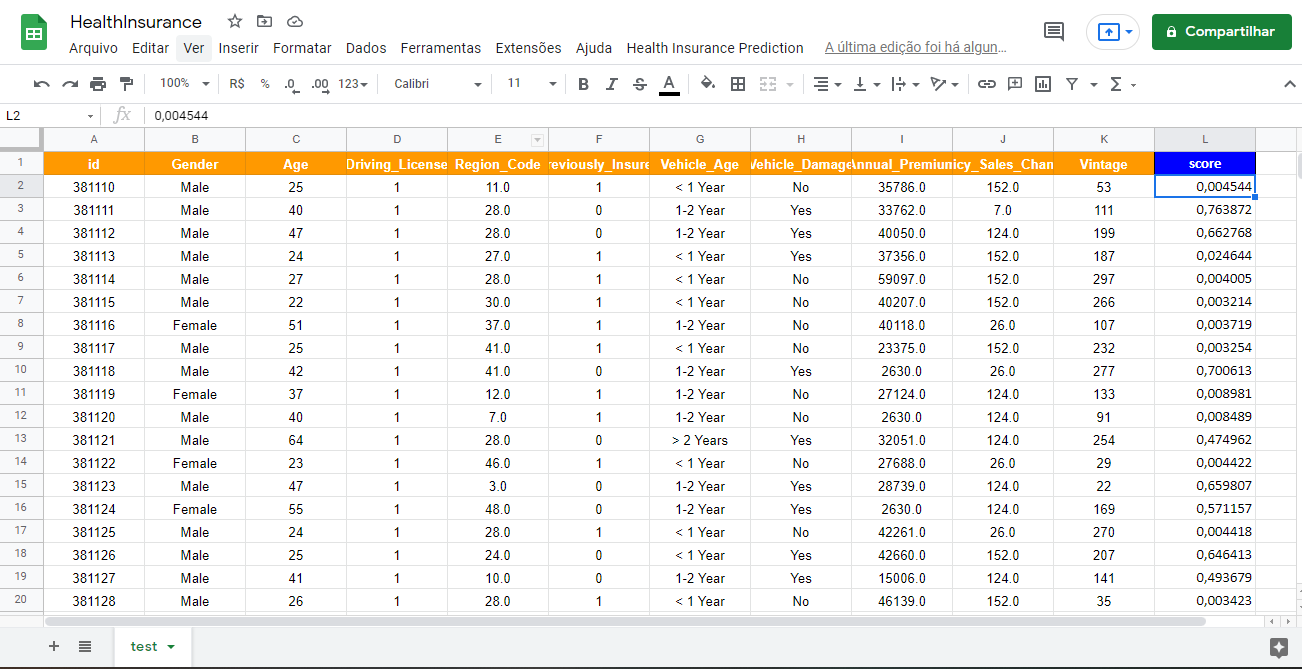 HealthInsurance
Arquivo Editar Ver Inserir Formatar Dados Ferramentas Extensões Ajuda Health Insurance Prediction A última edição foi há algun...
Compartilhar
100% R$ % .0 .00 123 Calibri 11 B I S A Σ
L2 fx 0,004544
A B C D E F G H I J K L
1 id Gender Age Driving_License Region_Code reviously_Insure Vehicle_Age Vehicle_Damage Annual_Premiun icy_Sales_Chan Vintage score
2 381110 Male 25 1 11.0 1 < 1 Year No 35786.0 152.0 53 0,004544
3 381111 Male 40 1 28.0 0 1-2 Year Yes 33762.0 7.0 111 0,763872
4 381112 Male 47 1 28.0 0 1-2 Year Yes 40050.0 124.0 199 0,662768
5 381113 Male 24 1 27.0 1 < 1 Year Yes 37356.0 152.0 187 0,024644
6 381114 Male 27 1 28.0 1 < 1 Year No 59097.0 152.0 297 0,004005
7 381115 Male 22 1 30.0 1 < 1 Year No 40207.0 152.0 266 0,003214
8 381116 Female 51 1 37.0 1 1-2 Year No 40118.0 26.0 107 0,003719
9 381117 Male 25 1 41.0 1 < 1 Year No 23375.0 152.0 232 0,003254
10 381118 Male 42 1 41.0 0 1-2 Year Yes 2630.0 26.0 277 0,700613
11 381119 Female 37 1 12.0 1 1-2 Year No 27124.0 124.0 133 0,008981
12 381120 Male 40 1 7.0 1 1-2 Year No 2630.0 124.0 91 0,008489
13 381121 Male 64 1 28.0 0 > 2 Years Yes 32051.0 124.0 254 0,474962
14 381122 Female 23 1 46.0 1 < 1 Year No 27688.0 26.0 29 0,004422
15 381123 Male 47 1 3.0 0 1-2 Year Yes 28739.0 124.0 22 0,659807
16 381124 Female 55 1 48.0 0 1-2 Year Yes 2630.0 124.0 169 0,571157
17 381125 Male 24 1 28.0 1 < 1 Year No 42261.0 26.0 270 0,004418
18 381126 Male 25 1 24.0 0 < 1 Year Yes 42660.0 152.0 207 0,646413
19 381127 Male 41 1 10.0 0 1-2 Year Yes 15006.0 124.0 141 0,493679
20 381128 Male 26 1 28.0 1 < 1 Year No 46139.0 152.0 35 0,003423
test